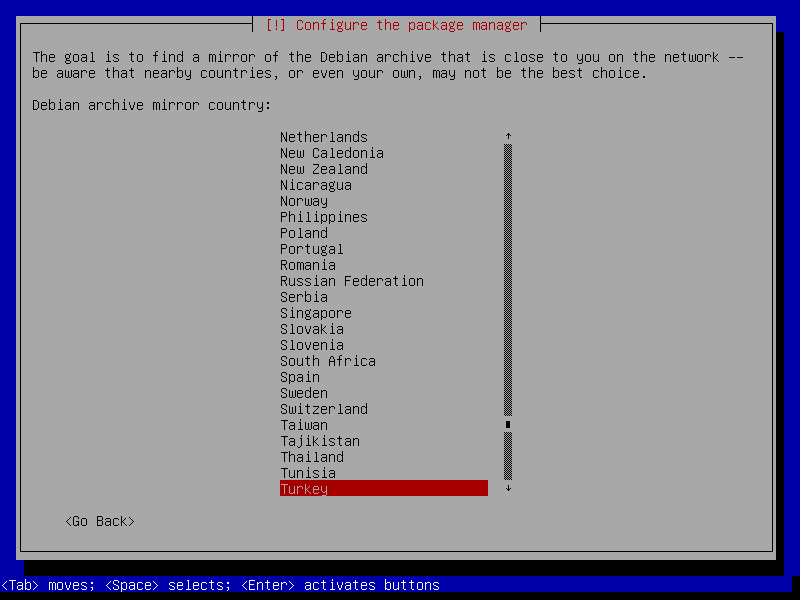 [!] Configure the package manager
The goal is to find a mirror of the Debian archive that is close to you on the network --
be aware that nearby countries, or even your own, may not be the best choice.
Debian archive mirror country:
Netherlands
New Caledonia
New Zealand
Nicaragua
Norway
Philippines
Poland
Portugal
Romania
Russian Federation
Serbia
Singapore
Slovakia
Slovenia
South Africa
Spain
Sweden
Switzerland
Taiwan
Tajikistan
Thailand
Tunisia
Turkey
<Go Back>
<Tab> moves; <Space> selects; <Enter> activates buttons